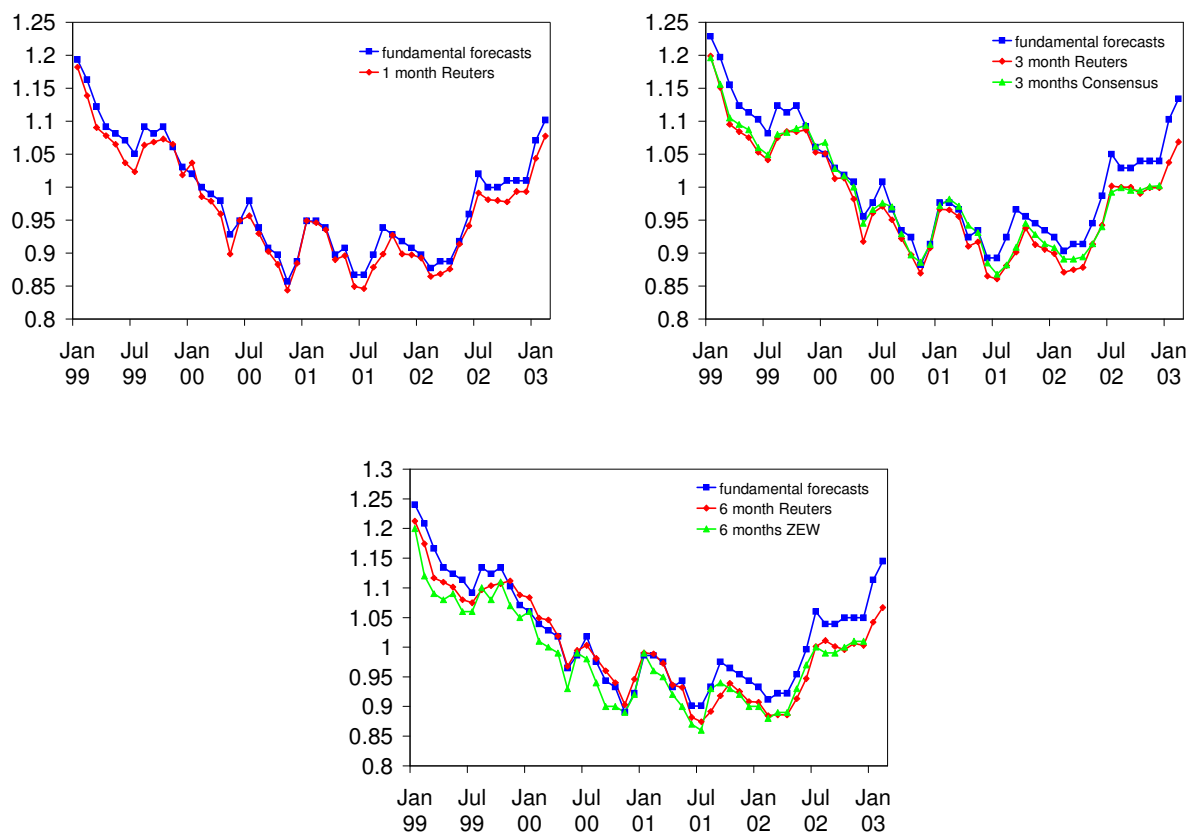 1.25
1.2
1.15
1.1
1.05
1
0.95
0.9
0.85
0.8
fundamental forecasts
1 month Reuters
Jan Jul Jan Jul Jan Jul Jan Jul Jan
99 99 00 00 01 01 02 02 03
1.25
1.2
1.15
1.1
1.05
1
0.95
0.9
0.85
0.8
fundamental forecasts
3 month Reuters
3 months Consensus
Jan Jul Jan Jul Jan Jul Jan Jul Jan
99 99 00 00 01 01 02 02 03
1.3
1.25
1.2
1.15
1.1
1.05
1
0.95
0.9
0.85
0.8
fundamental forecasts
6 month Reuters
6 months ZEW
Jan Jul Jan Jul Jan Jul Jan Jul Jan
99 99 00 00 01 01 02 02 03